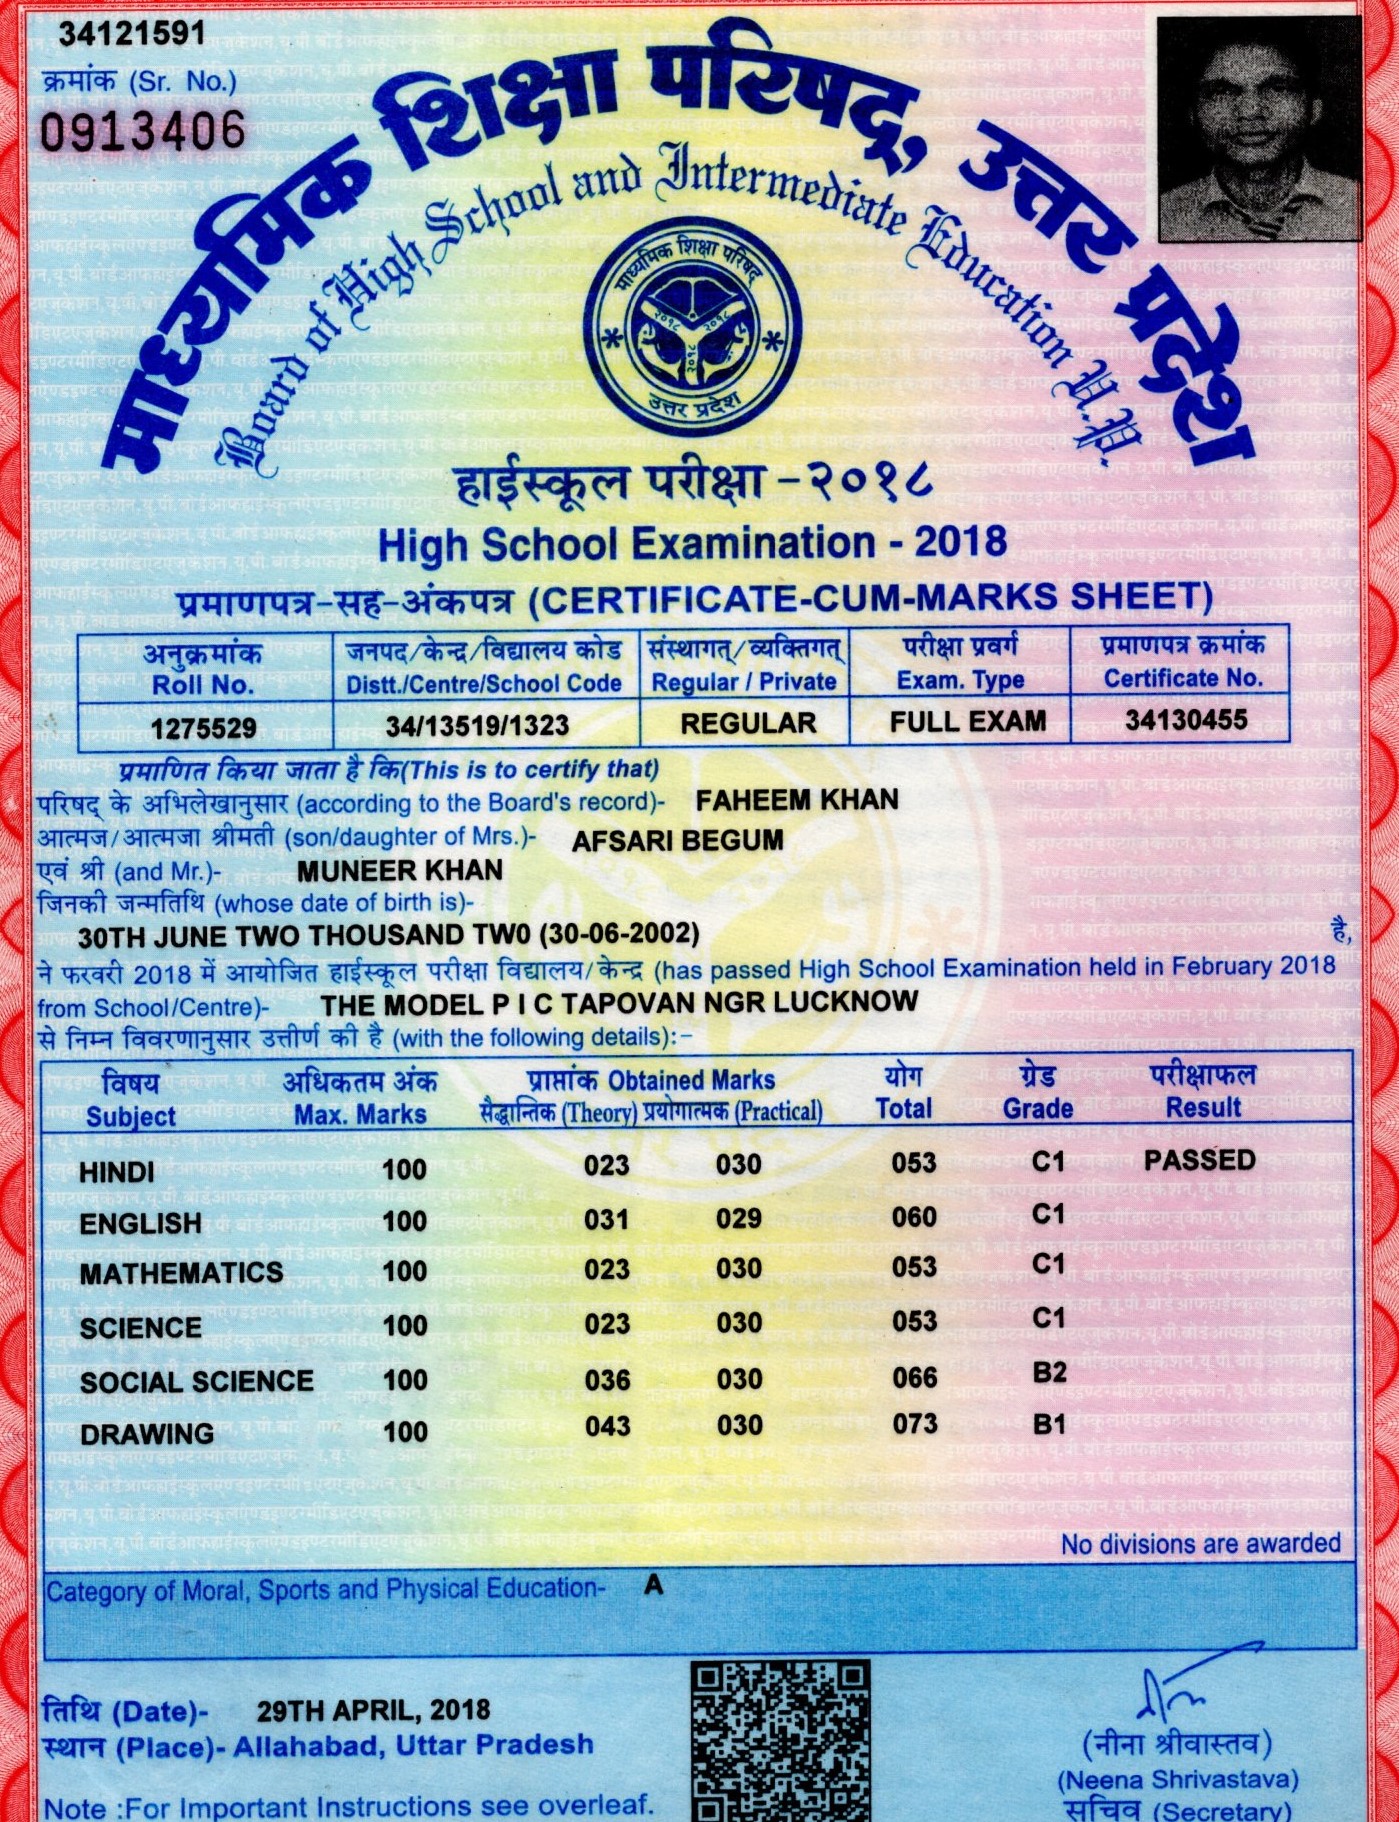 34121591
क्रमांक (Sr. No.)
0913406
माध्यमिक शिक्षा परिषद्, उत्तर प्रदेश
Board of High School and Intermediate Education U.P.
माध्यमिक शिक्षा परिषद्
२०१८ २०१८
२०१८
उत्तर प्रदेश
हाईस्कूल परीक्षा -२०१८
High School Examination - 2018
प्रमाणपत्र-सह-अंकपत्र (CERTIFICATE-CUM-MARKS SHEET)
अनुक्रमांक जनपद/केन्द्र/विद्यालय कोड संस्थागत्/व्यक्तिगत् परीक्षा प्रवर्ग प्रमाणपत्र क्रमांक
Roll No. Distt./Centre/School Code Regular / Private Exam. Type Certificate No.
1275529 34/13519/1323 REGULAR FULL EXAM 34130455
प्रमाणित किया जाता है कि(This is to certify that)
परिषद् के अभिलेखानुसार (according to the Board's record)- FAHEEM KHAN
आत्मज/आत्मजा श्रीमती (son/daughter of Mrs.)- AFSARI BEGUM
एवं श्री (and Mr.)- MUNEER KHAN
जिनकी जन्मतिथि (whose date of birth is)-
30TH JUNE TWO THOUSAND TW0 (30-06-2002) है,
ने फरवरी 2018 में आयोजित हाईस्कूल परीक्षा विद्यालय/केन्द्र (has passed High School Examination held in February 2018
from School/Centre)- THE MODEL P I C TAPOVAN NGR LUCKNOW
से निम्न विवरणानुसार उत्तीर्ण की है (with the following details):-
विषय अधिकतम अंक प्राप्तांक Obtained Marks योग ग्रेड परीक्षाफल
Subject Max. Marks सैद्धान्तिक (Theory) प्रयोगात्मक (Practical) Total Grade Result
HINDI 100 023 030 053 C1 PASSED
ENGLISH 100 031 029 060 C1
MATHEMATICS 100 023 030 053 C1
SCIENCE 100 023 030 053 C1
SOCIAL SCIENCE 100 036 030 066 B2
DRAWING 100 043 030 073 B1
No divisions are awarded
Category of Moral, Sports and Physical Education- A
तिथि (Date)- 29TH APRIL, 2018
स्थान (Place)- Allahabad, Uttar Pradesh
(नीना श्रीवास्तव)
(Neena Shrivastava)
सचिव (Secretary)
Note :For Important Instructions see overleaf.